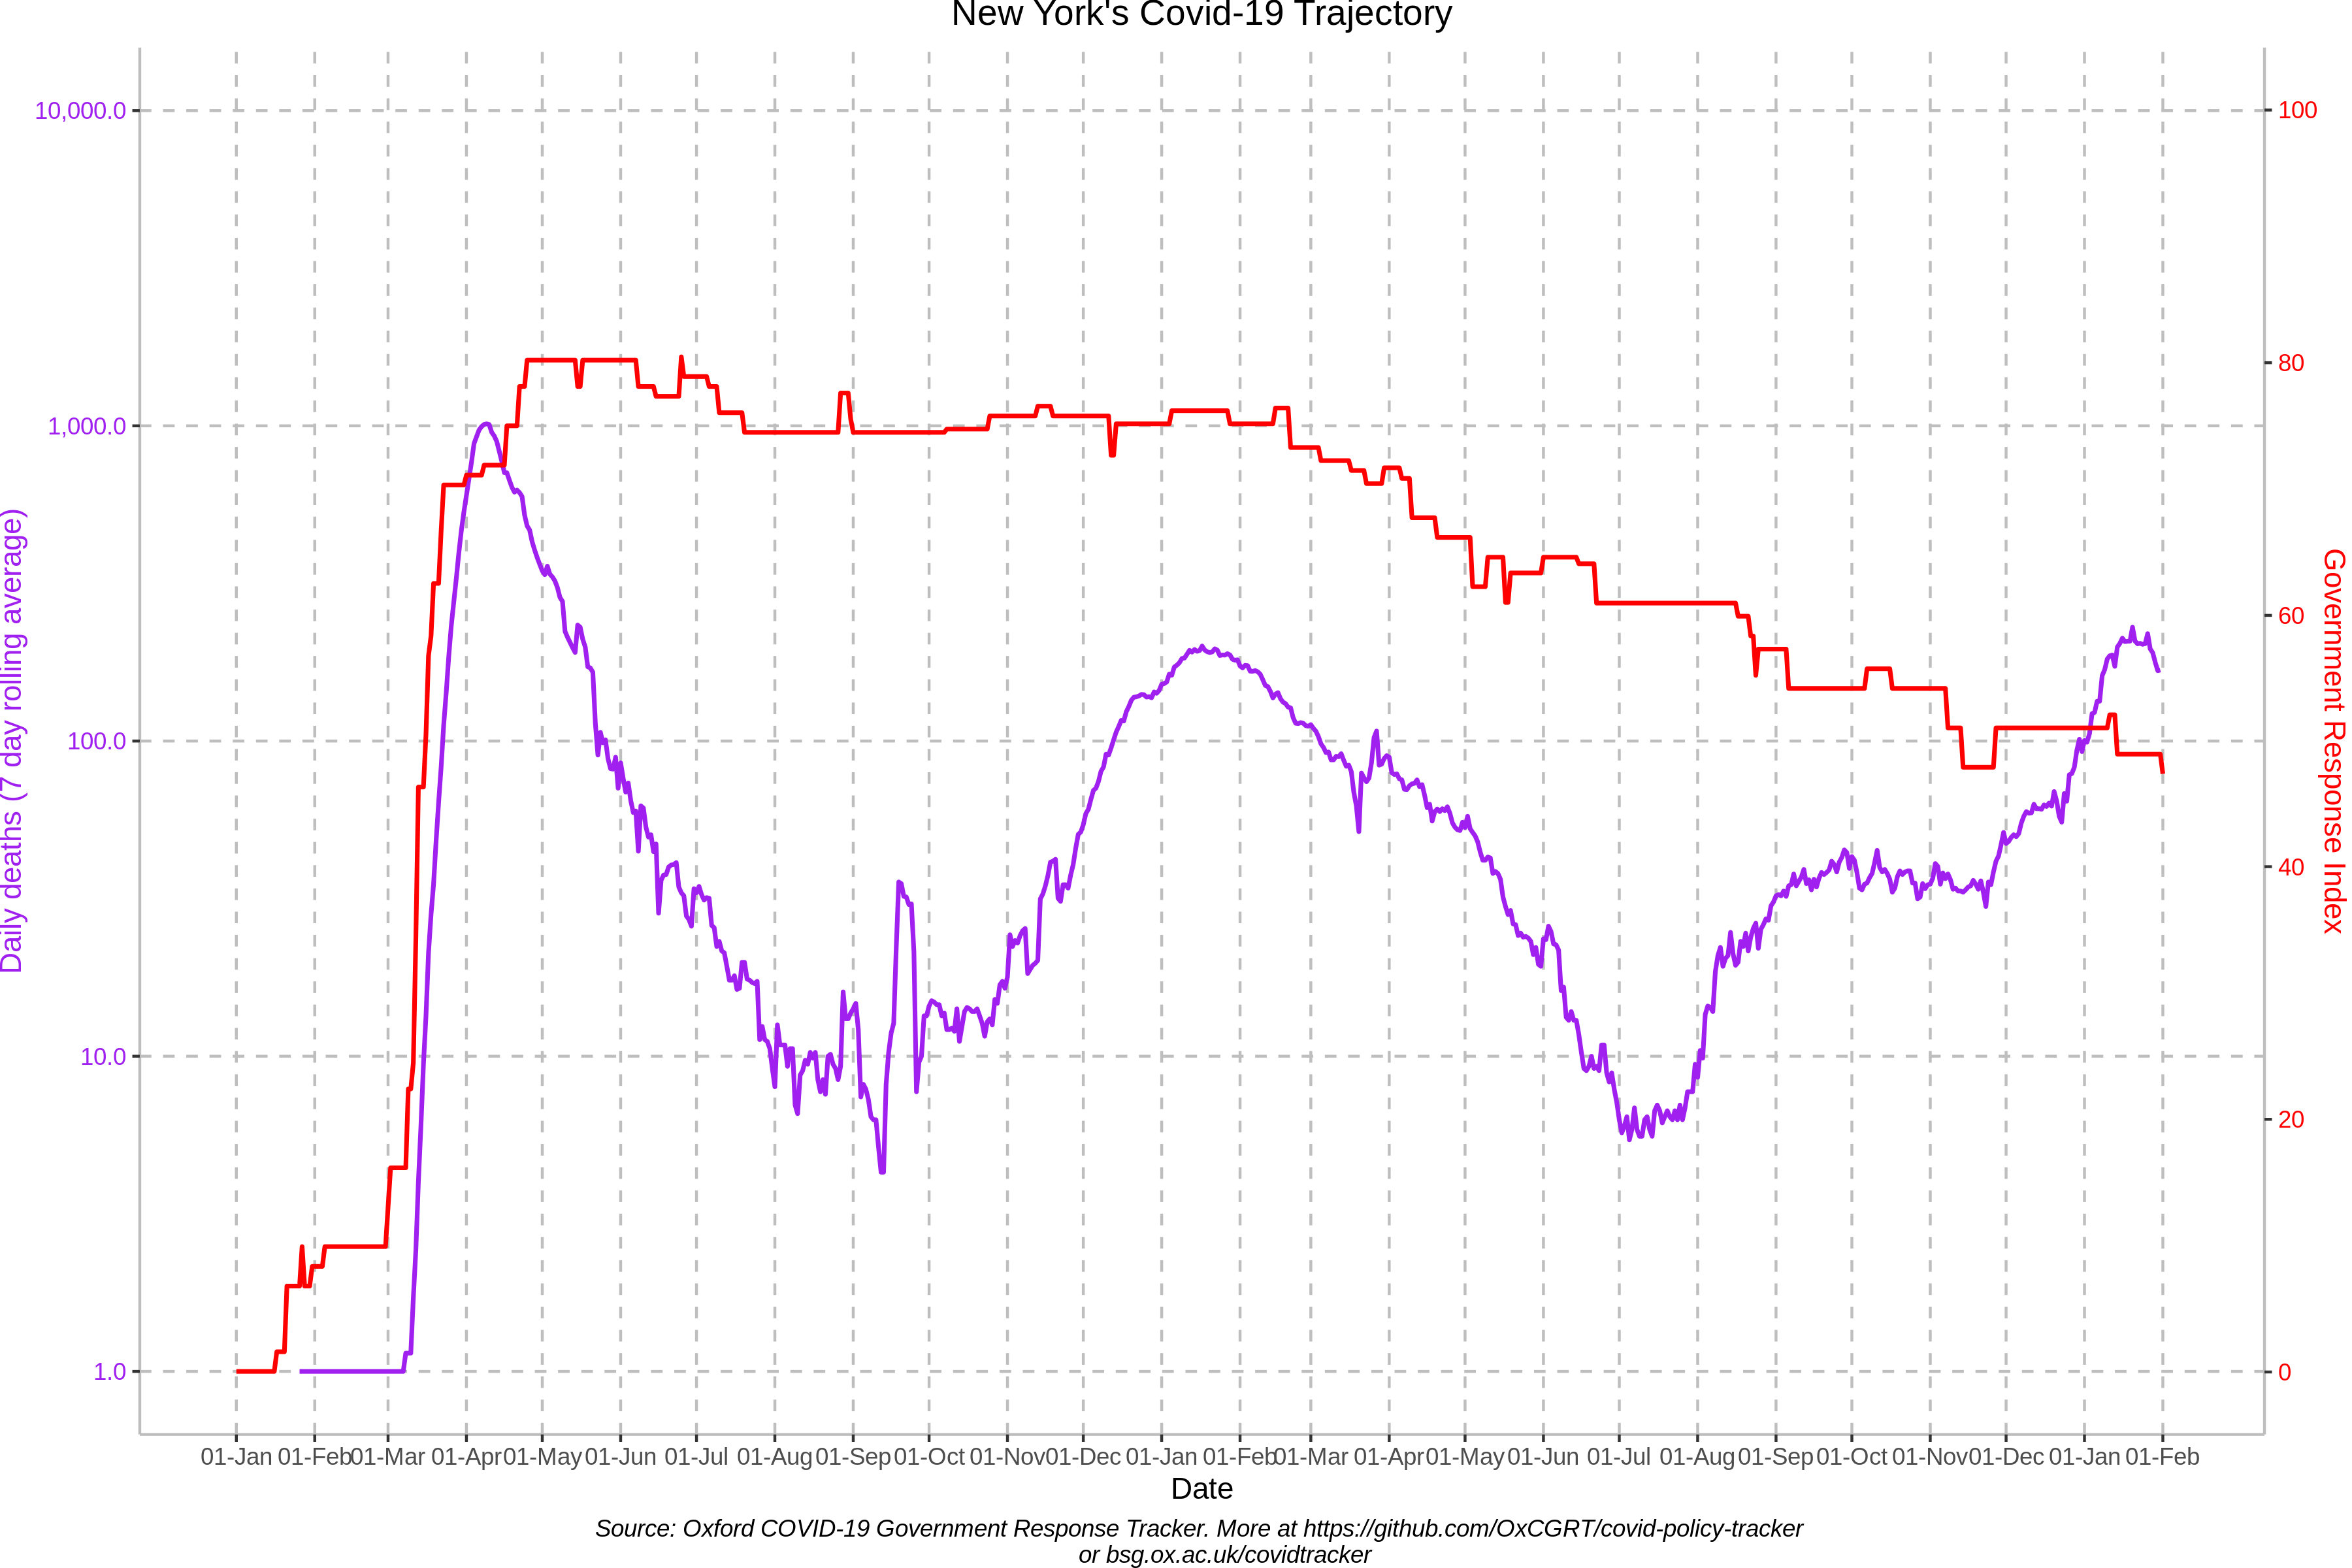 New York's Covid-19 Trajectory
10,000.0
1,000.0
100.0
10.0
1.0
Daily deaths (7 day rolling average)
100
80
60
40
20
0
Government Response Index
01-Jan 01-Feb 01-Mar 01-Apr 01-May 01-Jun 01-Jul 01-Aug 01-Sep 01-Oct 01-Nov 01-Dec 01-Jan 01-Feb 01-Mar 01-Apr 01-May 01-Jun 01-Jul 01-Aug 01-Sep 01-Oct 01-Nov 01-Dec 01-Jan 01-Feb
Date
Source: Oxford COVID-19 Government Response Tracker. More at https://github.com/OxCGRT/covid-policy-tracker
or bsg.ox.ac.uk/covidtracker